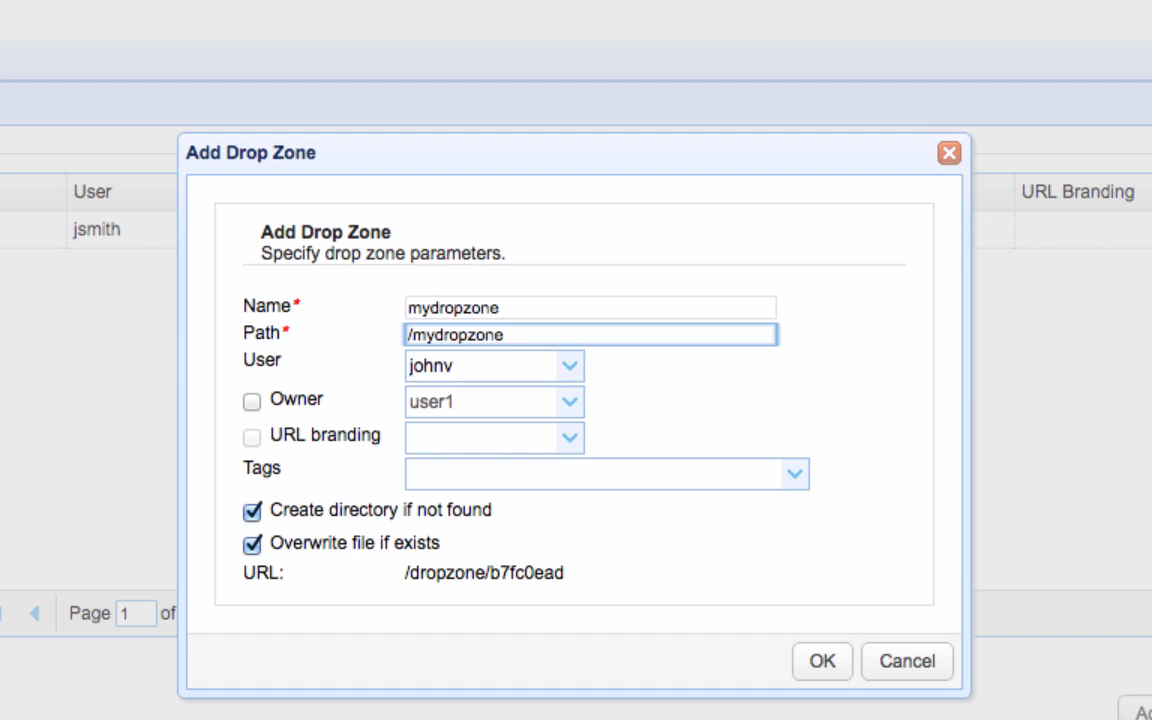 Add Drop Zone
User
URL Branding
jsmith
Add Drop Zone
Specify drop zone parameters.
Name*
mydropzone
Path*
/mydropzone
User
johnv
Owner
user1
URL branding
Tags
Create directory if not found
Overwrite file if exists
URL:
/dropzone/b7fc0ead
Page 1 of
OK
Cancel